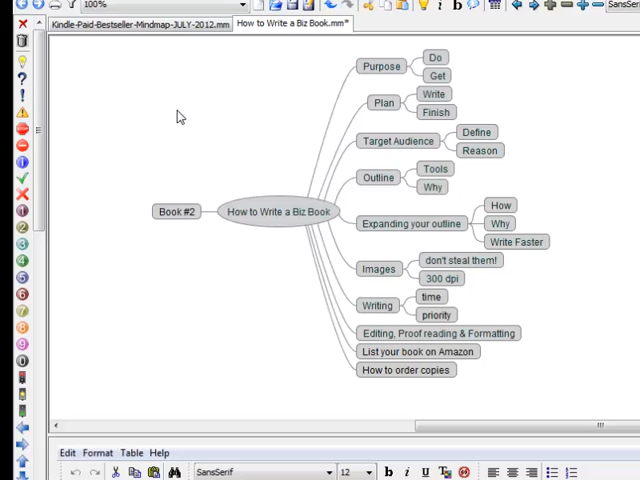 100%
SansSerif
Kindle-Paid-Bestseller-Mindmap-JULY-2012.mm
How to Write a Biz Book.mm*
Purpose
Do
Get
Plan
Write
Finish
Target Audience
Define
Reason
Outline
Tools
Why
Book #2
How to Write a Biz Book
Expanding your outline
How
Why
Write Faster
Images
don't steal them!
300 dpi
Writing
time
priority
Editing, Proof reading & Formatting
List your book on Amazon
How to order copies
Edit Format Table Help
SansSerif 12 b i U